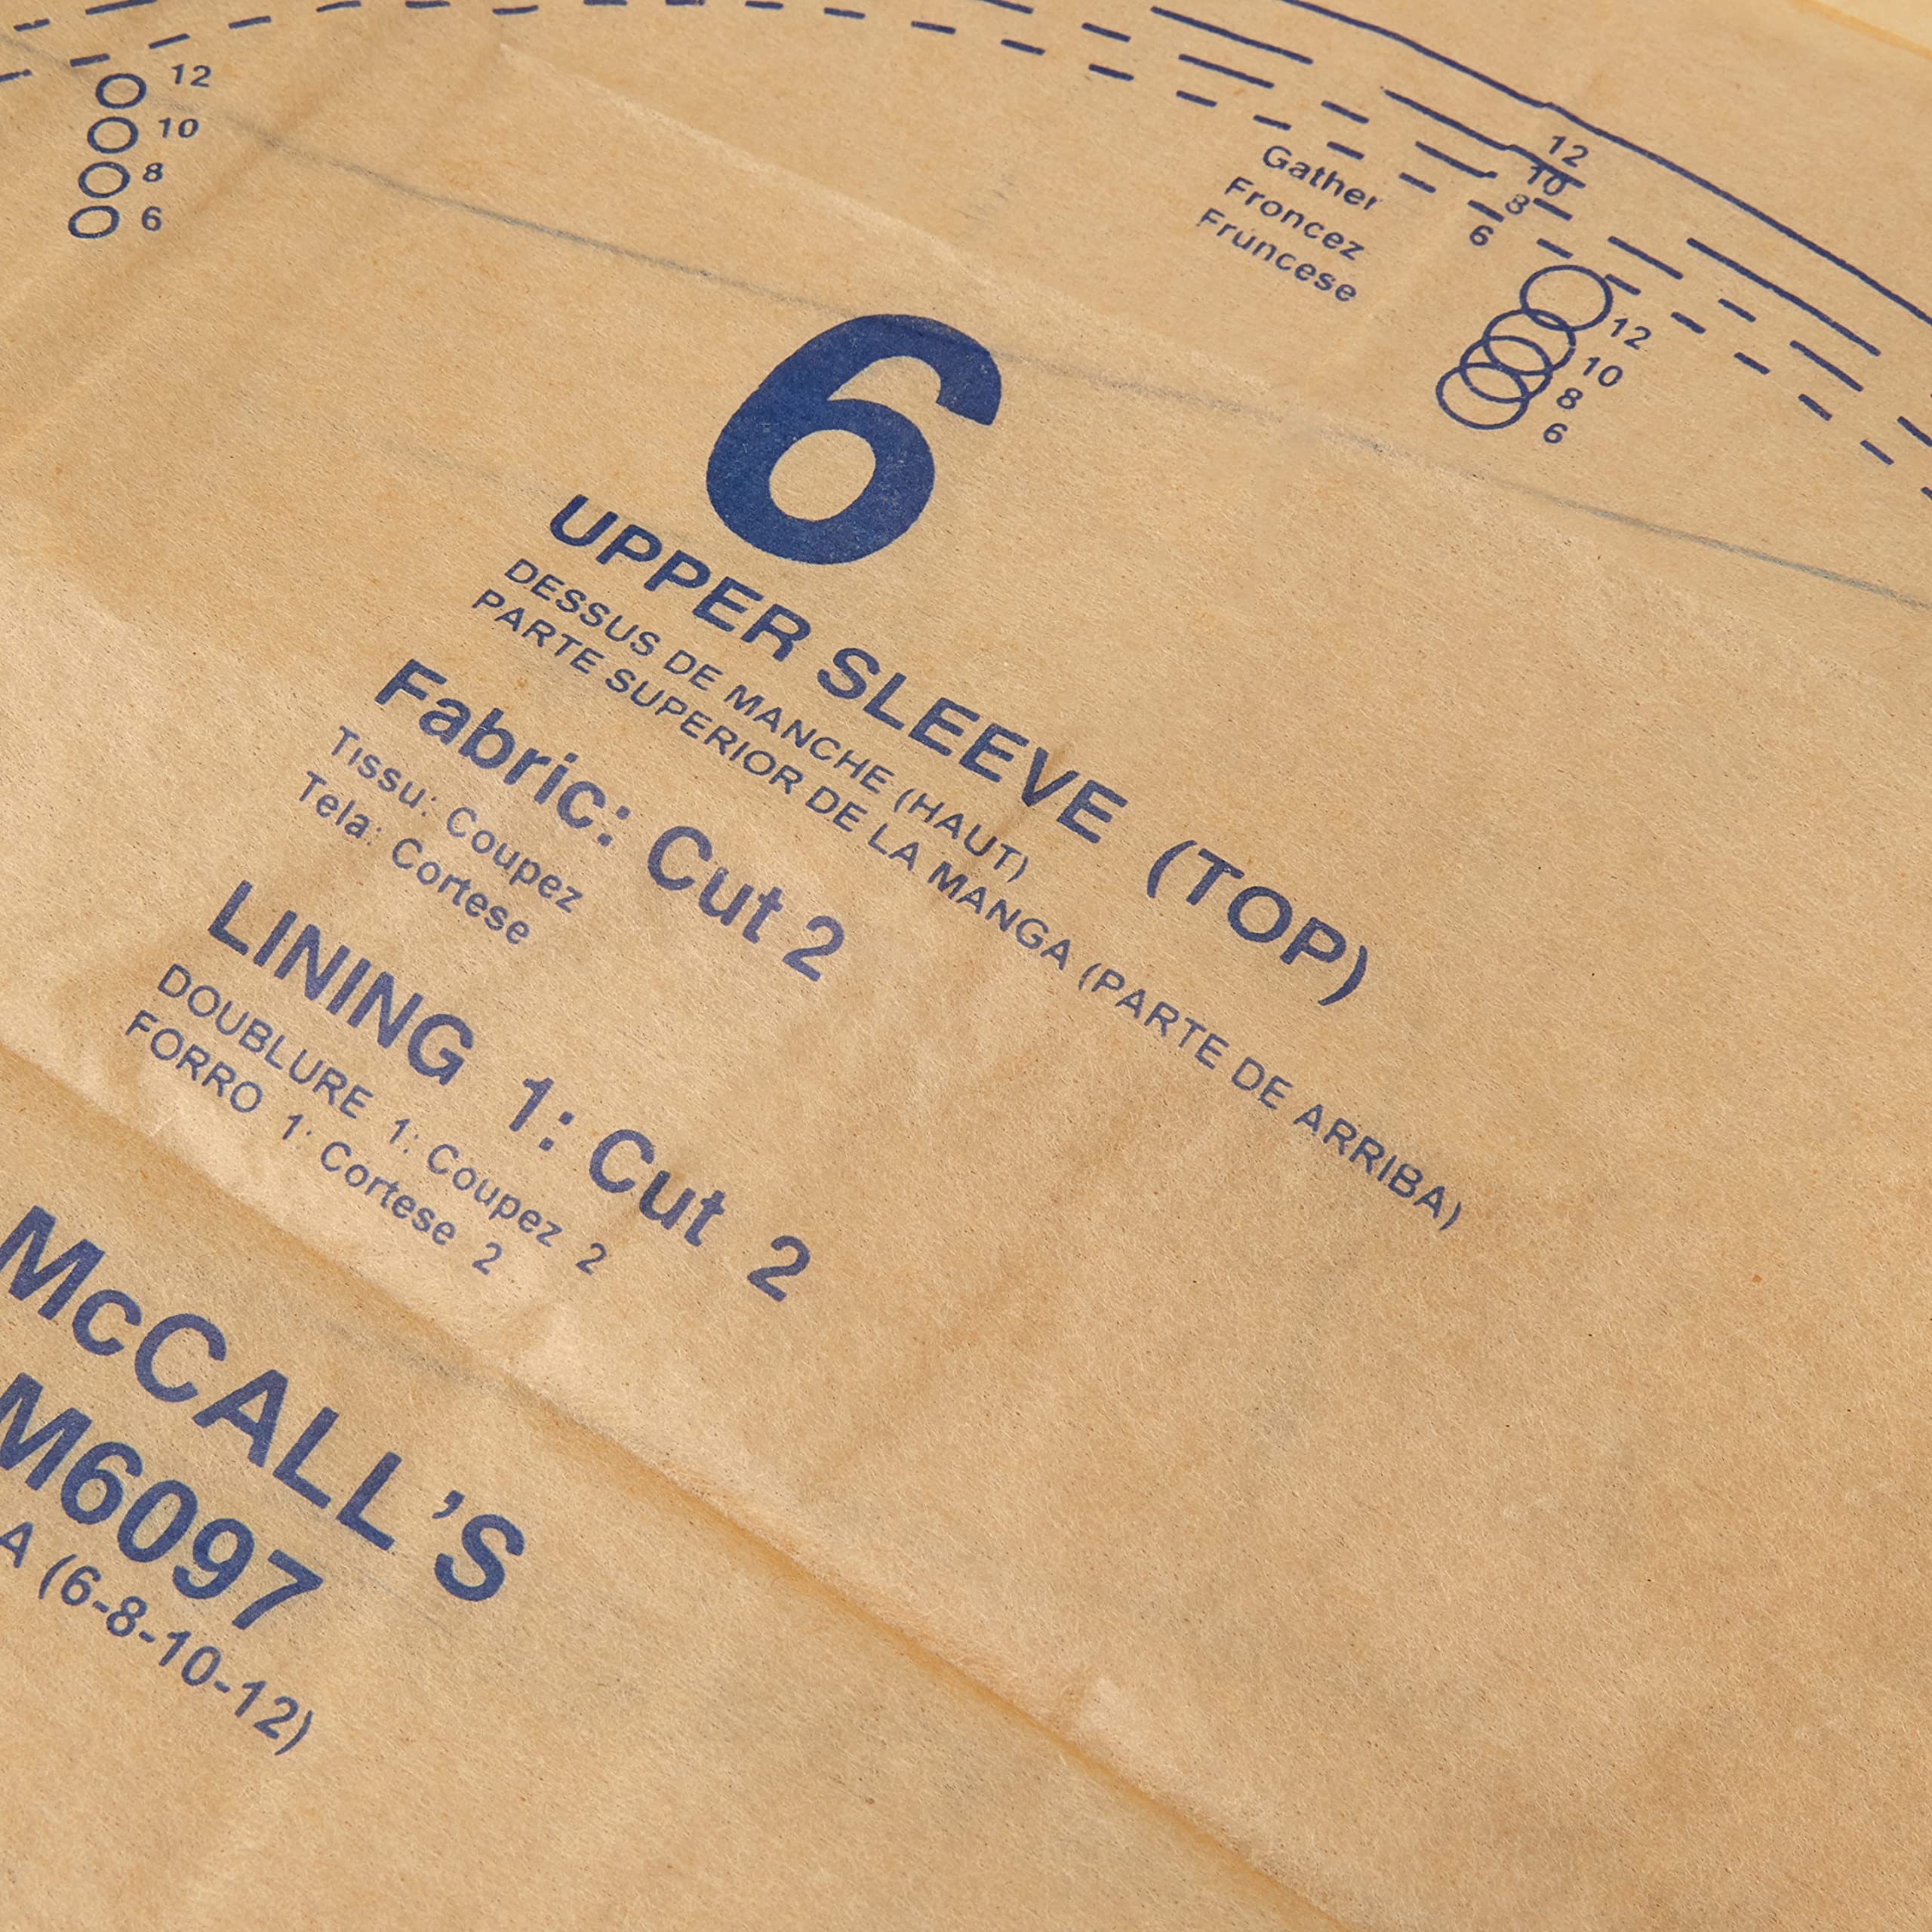 12
10
8
6
Gather
Froncez
Frúncese
12
10
8
6
12
10
8
6
6
UPPER SLEEVE (TOP)
DESSUS DE MANCHE (HAUT)
PARTE SUPERIOR DE LA MANGA (PARTE DE ARRIBA)
Fabric: Cut 2
Tissu: Coupez
Tela: Cortese
LINING 1: Cut 2
DOUBLURE 1: Coupez 2
FORRO 1: Cortese 2
McCALL'S
M6097
A (6-8-10-12)